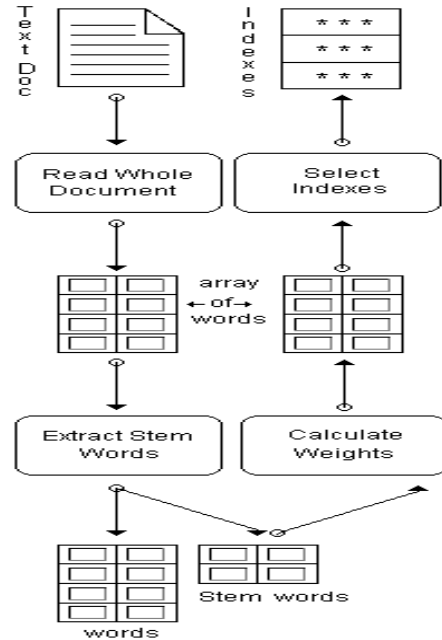 Text Doc
Indexes
* * *
* * *
* * *
Read Whole
Document
Select
Indexes
array
of
words
Extract Stem
Words
Calculate
Weights
Stem words
words